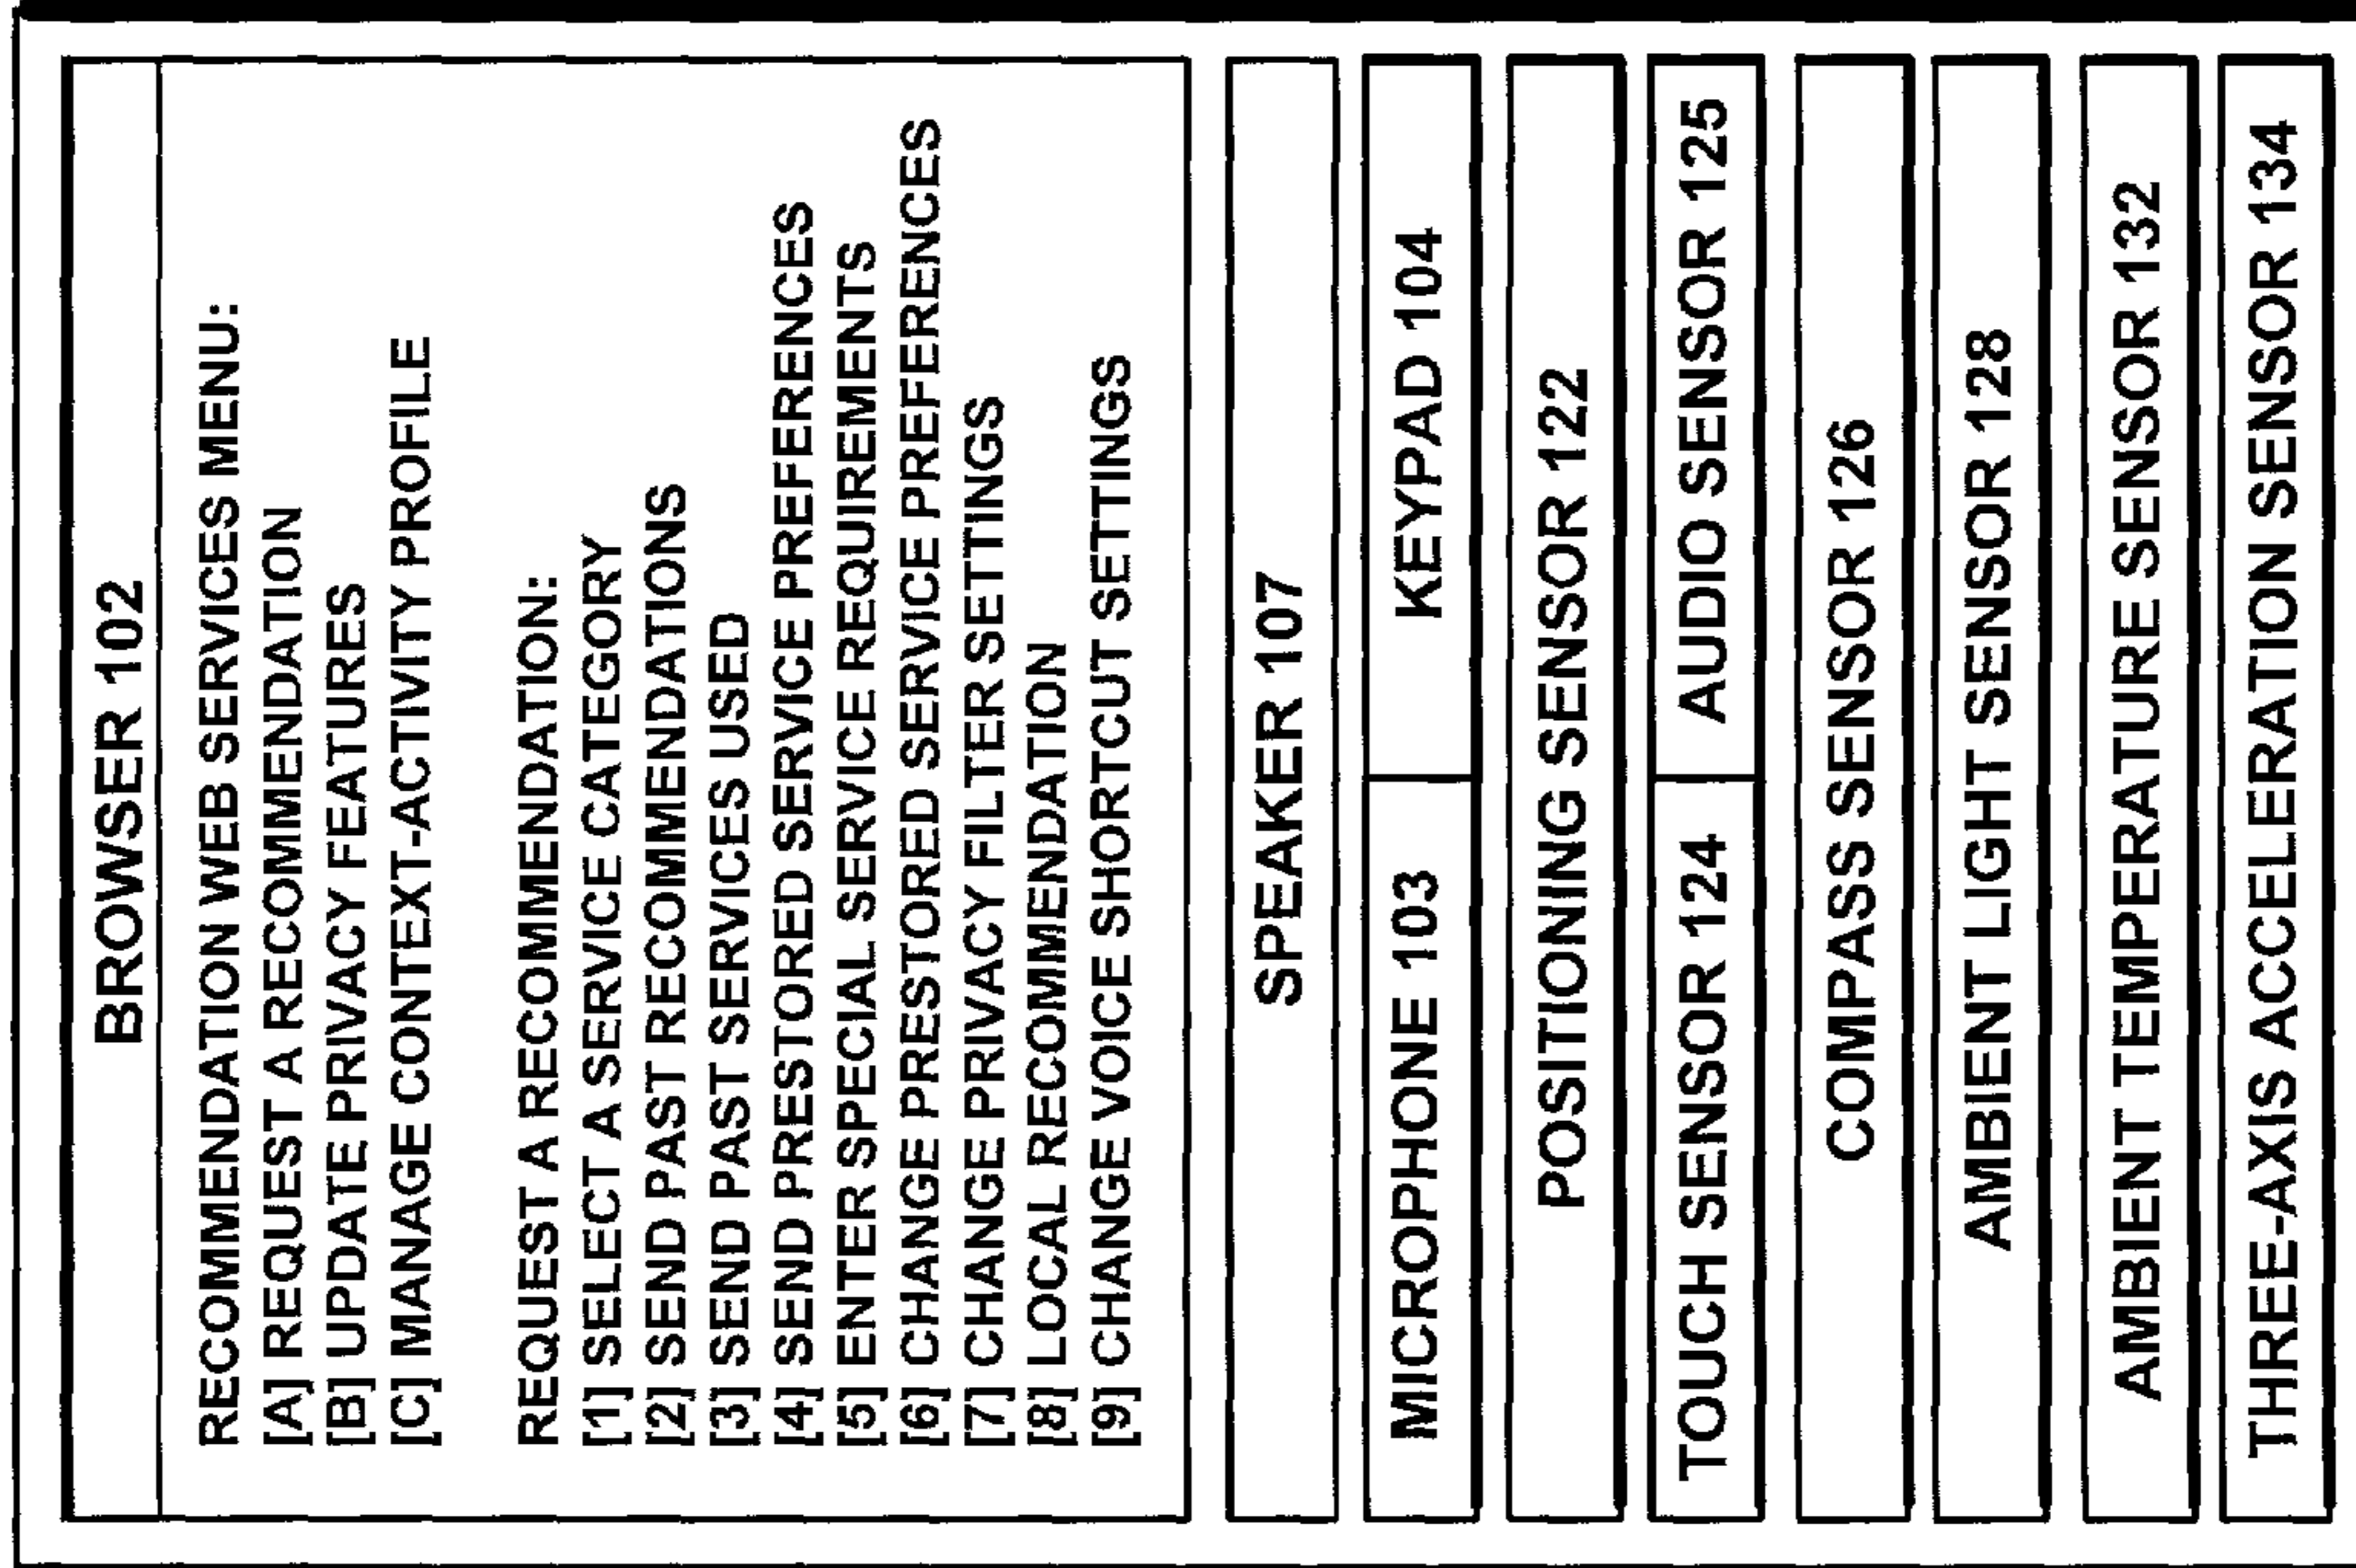 BROWSER 102
RECOMMENDATION WEB SERVICES MENU:
[A] REQUEST A RECOMMENDATION
[B] UPDATE PRIVACY FEATURES
[C] MANAGE CONTEXT-ACTIVITY PROFILE
REQUEST A RECOMMENDATION:
[1] SELECT A SERVICE CATEGORY
[2] SEND PAST RECOMMENDATIONS
[3] SEND PAST SERVICES USED
[4] SEND PRESTORED SERVICE PREFERENCES
[5] ENTER SPECIAL SERVICE REQUIREMENTS
[6] CHANGE PRESTORED SERVICE PREFERENCES
[7] CHANGE PRIVACY FILTER SETTINGS
[8] LOCAL RECOMMENDATION
[9] CHANGE VOICE SHORTCUT SETTINGS
SPEAKER 107
MICROPHONE 103
KEYPAD 104
POSITIONING SENSOR 122
TOUCH SENSOR 124
AUDIO SENSOR 125
COMPASS SENSOR 126
AMBIENT LIGHT SENSOR 128
AMBIENT TEMPERATURE SENSOR 132
THREE-AXIS ACCELERATION SENSOR 134